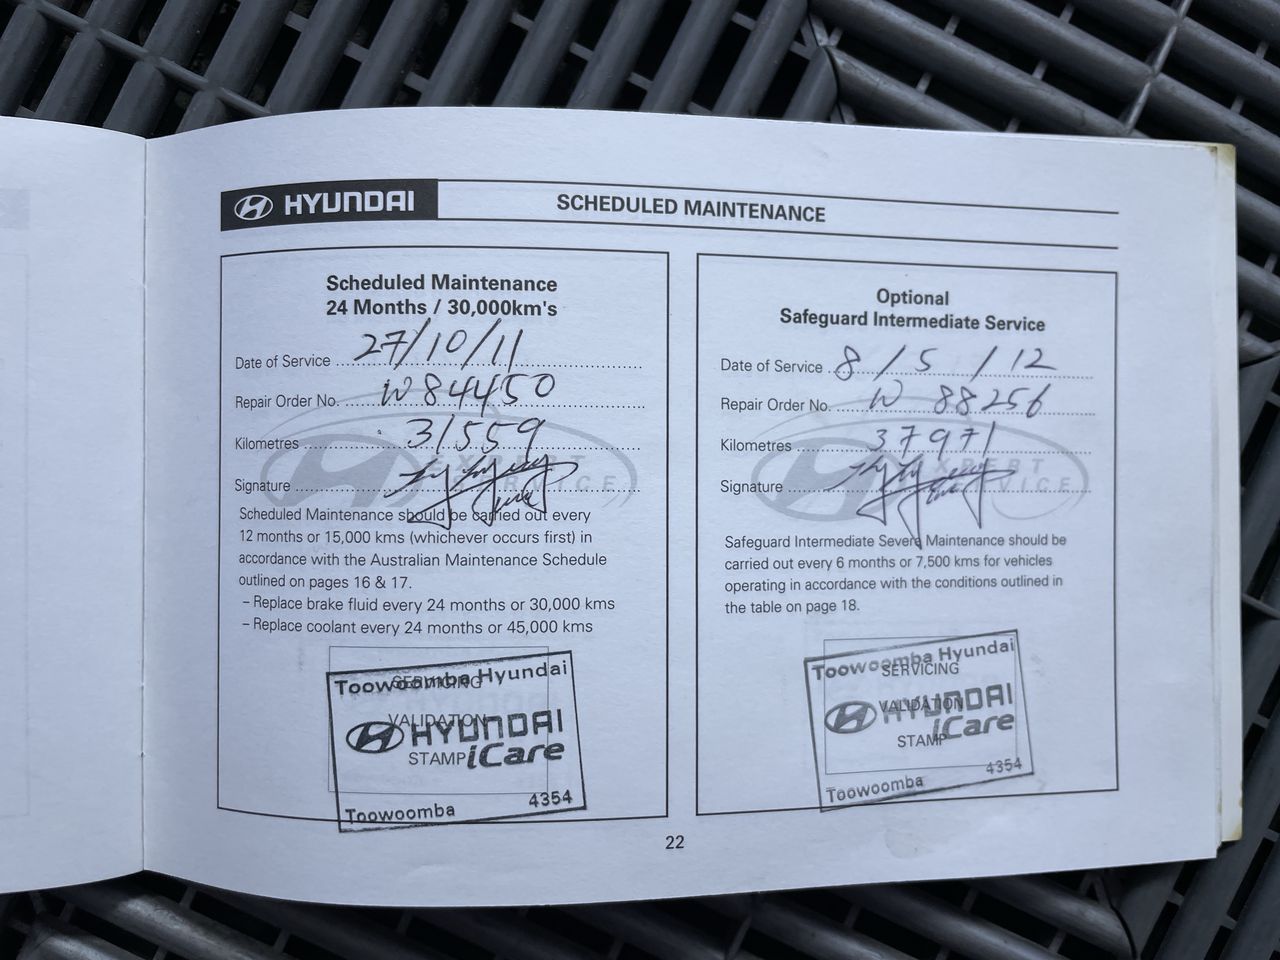 HYUNDAI
SCHEDULED MAINTENANCE
Scheduled Maintenance
24 Months / 30,000km's
Date of Service 27/10/11
Repair Order No. W 84450
Kilometres 31559
Signature
EXPERT
SERVICE
Scheduled Maintenance should be carried out every
12 months or 15,000 kms (whichever occurs first) in
accordance with the Australian Maintenance Schedule
outlined on pages 16 & 17.
– Replace brake fluid every 24 months or 30,000 kms
– Replace coolant every 24 months or 45,000 kms
Toowoomba Hyundai
SERVICING
VALIDATION
HYUNDAI
STAMP
iCare
Toowoomba 4354
Optional
Safeguard Intermediate Service
Date of Service 8/5/12
Repair Order No. W 88256
Kilometres 37971
Signature
EXPERT
SERVICE
Safeguard Intermediate Severe Maintenance should be
carried out every 6 months or 7,500 kms for vehicles
operating in accordance with the conditions outlined in
the table on page 18.
Toowoomba Hyundai
SERVICING
VALIDATION
HYUNDAI
STAMP
iCare
Toowoomba 4354
22